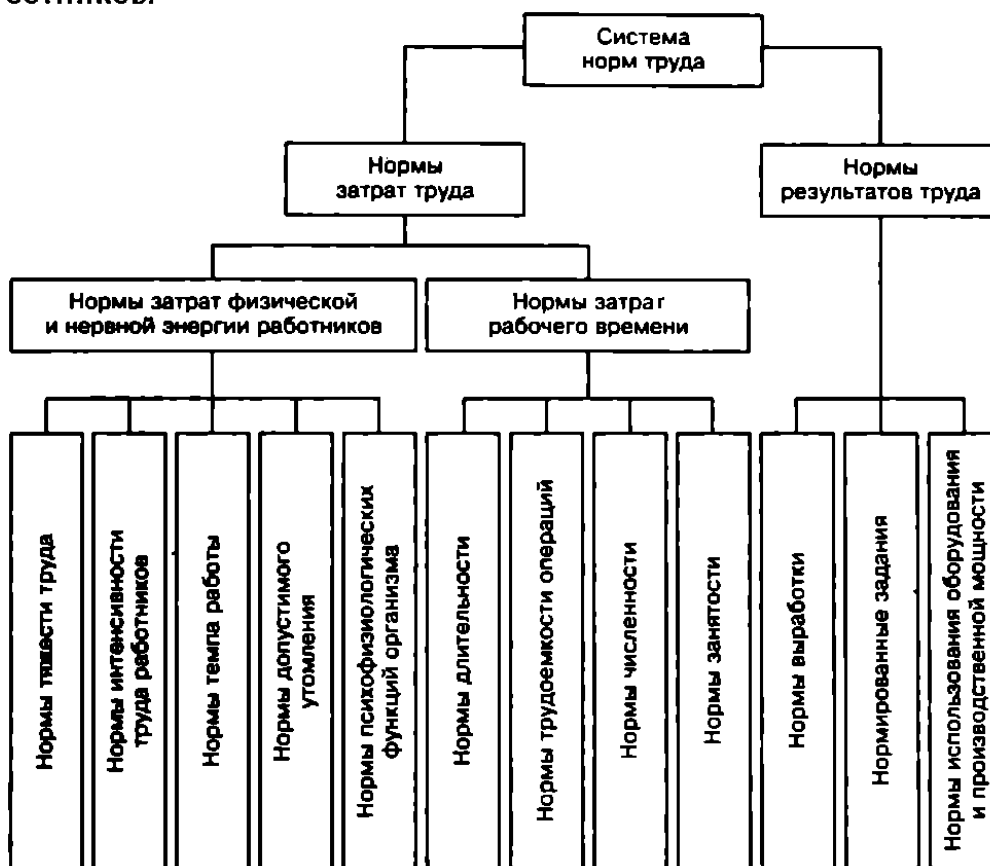 Система
норм труда
Нормы
затрат труда
Нормы
результатов труда
Нормы затрат физической
и нервной энергии работников
Нормы затрат
рабочего времени
Нормы тяжести труда
Нормы интенсивности
труда работников
Нормы темпа работы
Нормы допустимого
утомления
Нормы психофизиологических
функций организма
Нормы длительности
Нормы трудоемкости операций
Нормы численности
Нормы занятости
Нормы выработки
Нормированные задания
Нормы использования оборудования
и производственной мощности